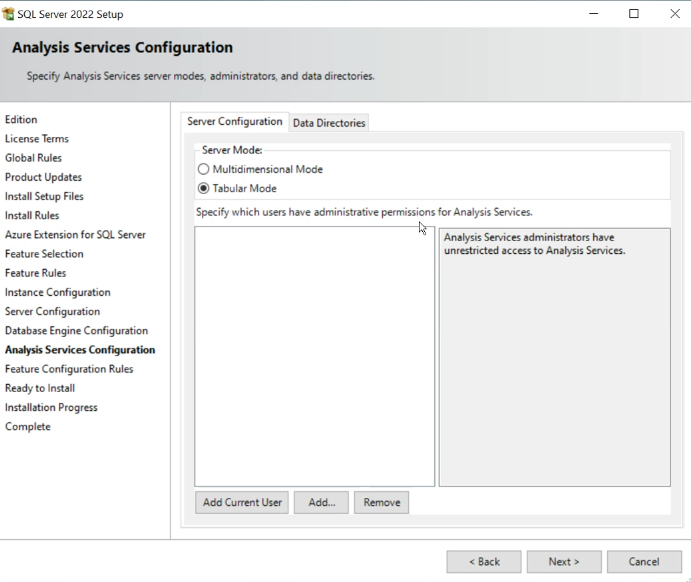 SQL Server 2022 Setup
Analysis Services Configuration
Specify Analysis Services server modes, administrators, and data directories.
Edition
License Terms
Global Rules
Product Updates
Install Setup Files
Install Rules
Azure Extension for SQL Server
Feature Selection
Feature Rules
Instance Configuration
Server Configuration
Database Engine Configuration
Analysis Services Configuration
Feature Configuration Rules
Ready to Install
Installation Progress
Complete
Server Configuration
Data Directories
Server Mode:
Multidimensional Mode
Tabular Mode
Specify which users have administrative permissions for Analysis Services.
Analysis Services administrators have
unrestricted access to Analysis Services.
Add Current User
Add...
Remove
< Back
Next >
Cancel